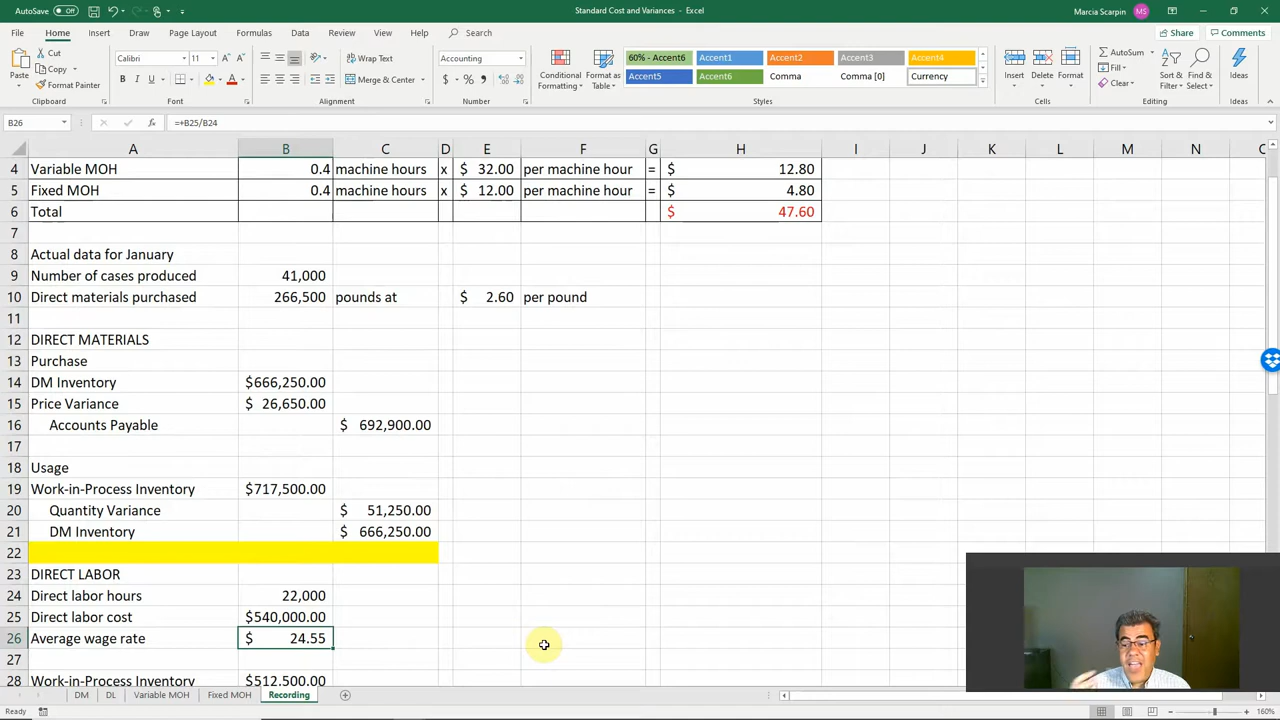 AutoSave Off Standard Cost and Variances - Excel Marcia Scarpin MS
File Home Insert Draw Page Layout Formulas Data Review View Help Search Share Comments
Paste Cut Calibri 11 Wrap Text Accounting Conditional Formatting Format as Table 60% - Accent6 Accent1 Accent2 Accent3 Accent4 Insert Delete Format AutoSum Sort & Filter Find & Select Ideas
Copy B I U A Merge & Center $ % Accent5 Accent6 Comma Comma [0] Currency Fill
Format Painter Clear
Clipboard Font Alignment Number Styles Cells Editing Ideas
B26 fx =+B25/B24
A B C D E F G H I J K L M N
4 Variable MOH 0.4 machine hours x $ 32.00 per machine hour = $ 12.80
5 Fixed MOH 0.4 machine hours x $ 12.00 per machine hour = $ 4.80
6 Total $ 47.60
7
8 Actual data for January
9 Number of cases produced 41,000
10 Direct materials purchased 266,500 pounds at $ 2.60 per pound
11
12 DIRECT MATERIALS
13 Purchase
14 DM Inventory $666,250.00
15 Price Variance $ 26,650.00
16 Accounts Payable $ 692,900.00
17
18 Usage
19 Work-in-Process Inventory $717,500.00
20 Quantity Variance $ 51,250.00
21 DM Inventory $ 666,250.00
22
23 DIRECT LABOR
24 Direct labor hours 22,000
25 Direct labor cost $540,000.00
26 Average wage rate $ 24.55
27
28 Work-in-Process Inventory $512,500.00
DM DL Variable MOH Fixed MOH Recording
Ready 160%